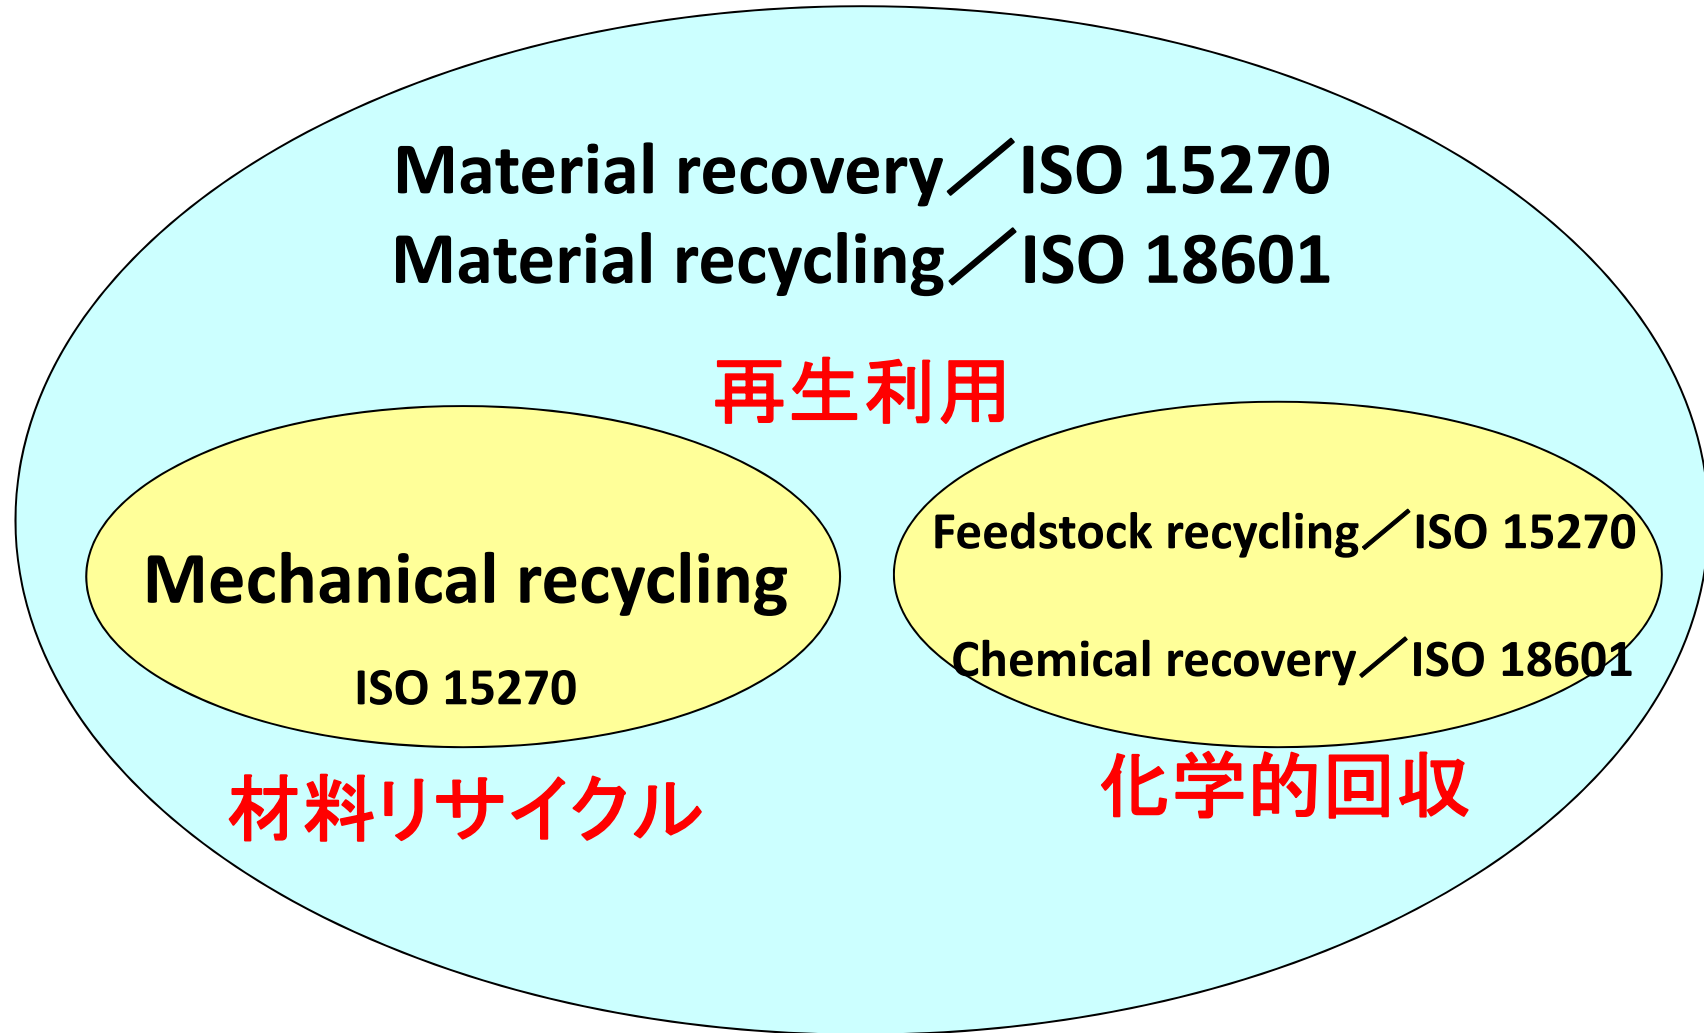 Material recovery／ISO 15270
Material recycling／ISO 18601
再生利用
Mechanical recycling
ISO 15270
材料リサイクル
Feedstock recycling／ISO 15270
Chemical recovery／ISO 18601
化学的回収